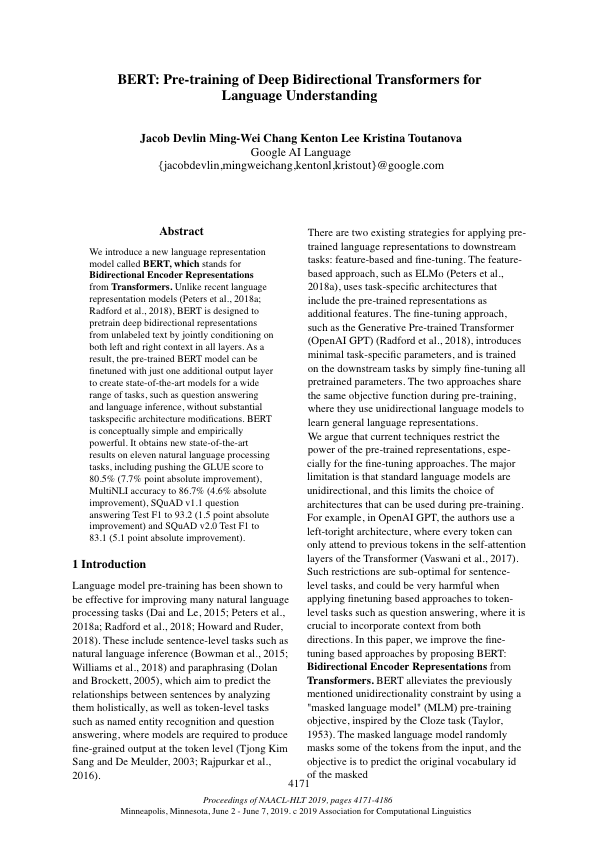 BERT: Pre-training of Deep Bidirectional Transformers for
Language Understanding
Jacob Devlin Ming-Wei Chang Kenton Lee Kristina Toutanova
Google AI Language
{jacobdevlin,mingweichang,kentonl,kristout}@google.com
Abstract
We introduce a new language representation
model called BERT, which stands for
Bidirectional Encoder Representations
from Transformers. Unlike recent language
representation models (Peters et al., 2018a;
Radford et al., 2018), BERT is designed to
pretrain deep bidirectional representations
from unlabeled text by jointly conditioning on
both left and right context in all layers. As a
result, the pre-trained BERT model can be
finetuned with just one additional output layer
to create state-of-the-art models for a wide
range of tasks, such as question answering
and language inference, without substantial
taskspecific architecture modifications. BERT
is conceptually simple and empirically
powerful. It obtains new state-of-the-art
results on eleven natural language processing
tasks, including pushing the GLUE score to
80.5% (7.7% point absolute improvement),
MultiNLI accuracy to 86.7% (4.6% absolute
improvement), SQuAD v1.1 question
answering Test F1 to 93.2 (1.5 point absolute
improvement) and SQuAD v2.0 Test F1 to
83.1 (5.1 point absolute improvement).
1 Introduction
Language model pre-training has been shown to
be effective for improving many natural language
processing tasks (Dai and Le, 2015; Peters et al.,
2018a; Radford et al., 2018; Howard and Ruder,
2018). These include sentence-level tasks such as
natural language inference (Bowman et al., 2015;
Williams et al., 2018) and paraphrasing (Dolan
and Brockett, 2005), which aim to predict the
relationships between sentences by analyzing
them holistically, as well as token-level tasks
such as named entity recognition and question
answering, where models are required to produce
fine-grained output at the token level (Tjong Kim
Sang and De Meulder, 2003; Rajpurkar et al.,
2016).
There are two existing strategies for applying pre-
trained language representations to downstream
tasks: feature-based and fine-tuning. The feature-
based approach, such as ELMo (Peters et al.,
2018a), uses task-specific architectures that
include the pre-trained representations as
additional features. The fine-tuning approach,
such as the Generative Pre-trained Transformer
(OpenAI GPT) (Radford et al., 2018), introduces
minimal task-specific parameters, and is trained
on the downstream tasks by simply fine-tuning all
pretrained parameters. The two approaches share
the same objective function during pre-training,
where they use unidirectional language models to
learn general language representations.
We argue that current techniques restrict the
power of the pre-trained representations, espe-
cially for the fine-tuning approaches. The major
limitation is that standard language models are
unidirectional, and this limits the choice of
architectures that can be used during pre-training.
For example, in OpenAI GPT, the authors use a
left-toright architecture, where every token can
only attend to previous tokens in the self-attention
layers of the Transformer (Vaswani et al., 2017).
Such restrictions are sub-optimal for sentence-
level tasks, and could be very harmful when
applying finetuning based approaches to token-
level tasks such as question answering, where it is
crucial to incorporate context from both
directions. In this paper, we improve the fine-
tuning based approaches by proposing BERT:
Bidirectional Encoder Representations from
Transformers. BERT alleviates the previously
mentioned unidirectionality constraint by using a
"masked language model" (MLM) pre-training
objective, inspired by the Cloze task (Taylor,
1953). The masked language model randomly
masks some of the tokens from the input, and the
objective is to predict the original vocabulary id
of the masked
4171
Proceedings of NAACL-HLT 2019, pages 4171-4186
Minneapolis, Minnesota, June 2 - June 7, 2019. c 2019 Association for Computational Linguistics